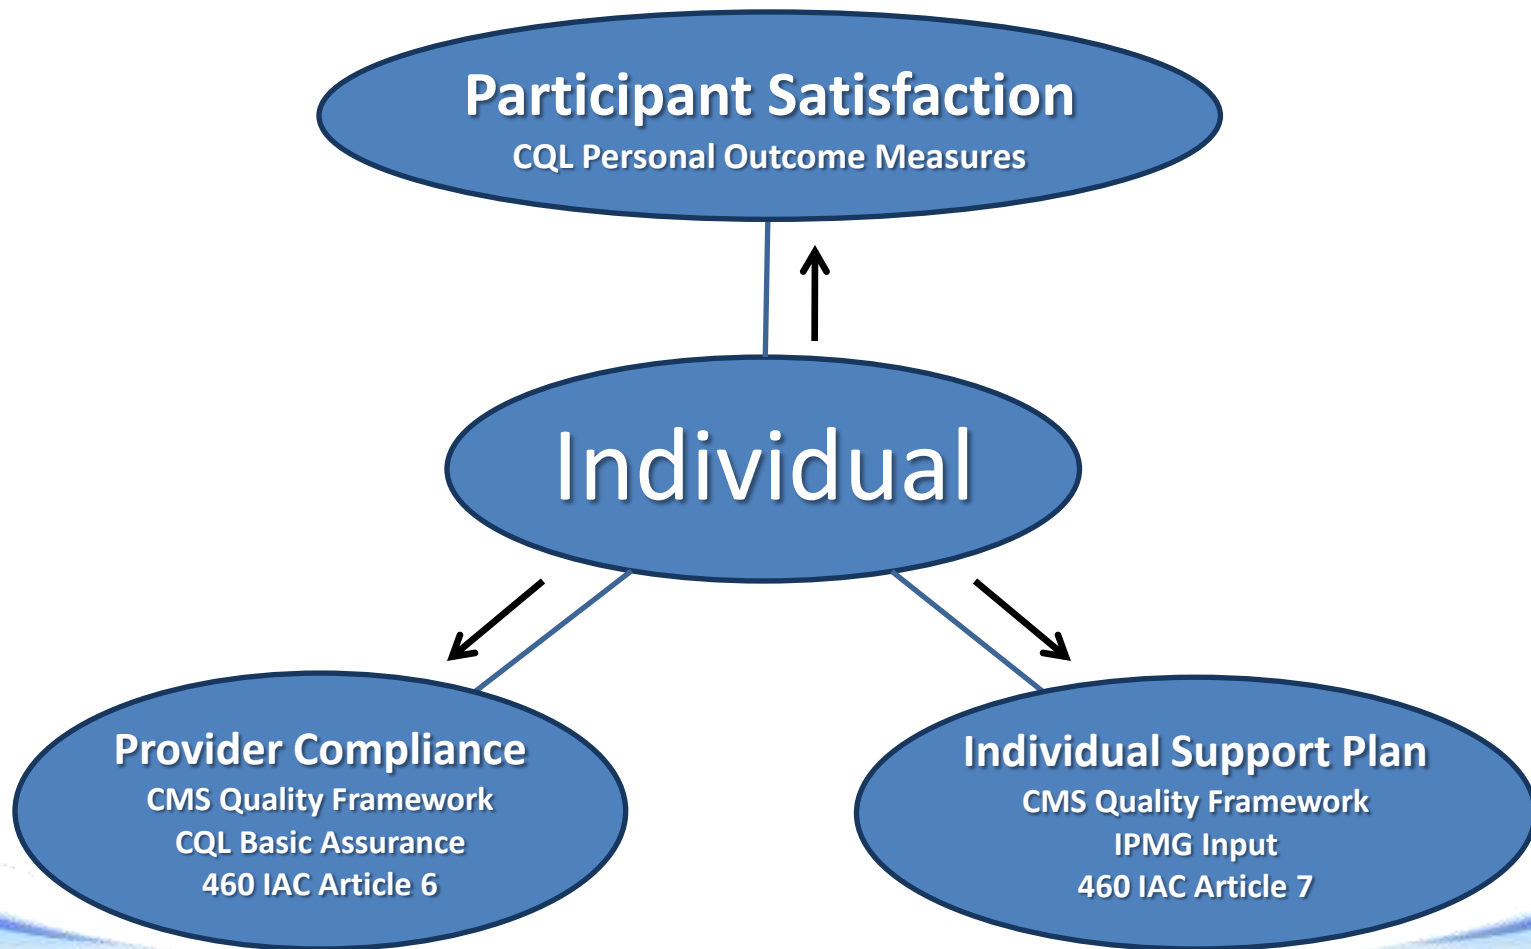 Participant Satisfaction
CQL Personal Outcome Measures
Individual
Provider Compliance
CMS Quality Framework
CQL Basic Assurance
460 IAC Article 6
Individual Support Plan
CMS Quality Framework
IPMG Input
460 IAC Article 7